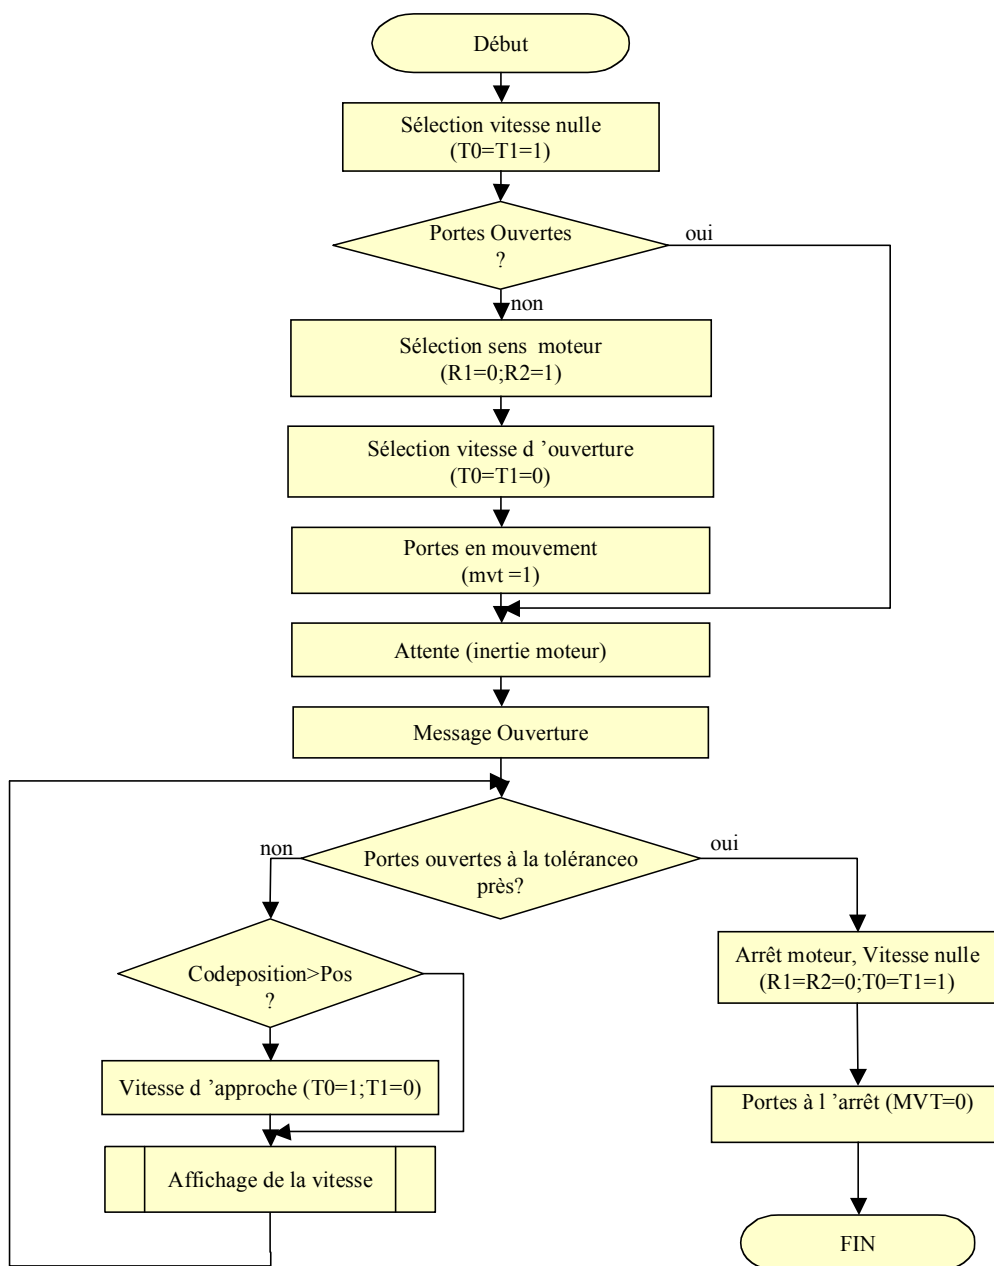 Début
Sélection vitesse nulle
(T0=T1=1)
Portes Ouvertes
?
oui
non
Sélection sens moteur
(R1=0;R2=1)
Sélection vitesse d ’ouverture
(T0=T1=0)
Portes en mouvement
(mvt =1)
Attente (inertie moteur)
Message Ouverture
non
Portes ouvertes à la toléranceo
près?
oui
Codeposition>Pos
?
Arrêt moteur, Vitesse nulle
(R1=R2=0;T0=T1=1)
Vitesse d ’approche (T0=1;T1=0)
Portes à l ’arrêt (MVT=0)
Affichage de la vitesse
FIN